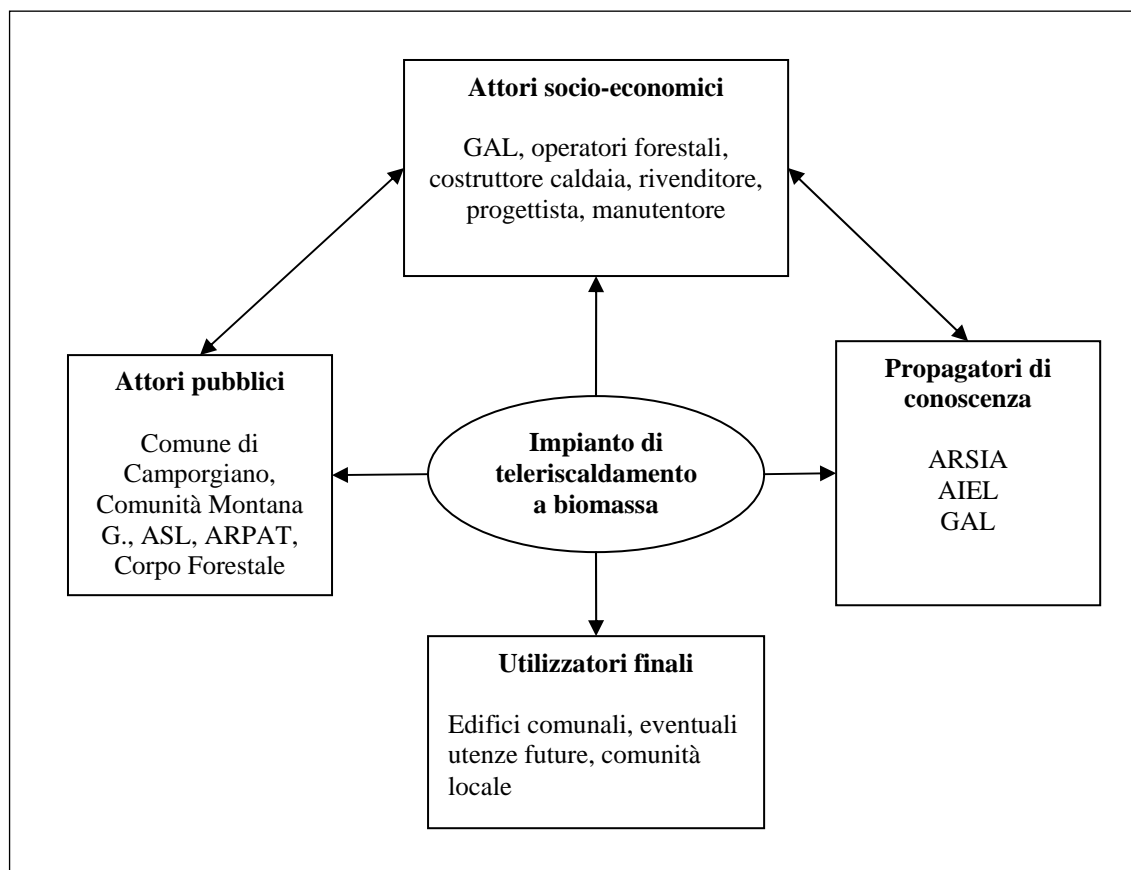 Attori socio-economici
GAL, operatori forestali,
costruttore caldaia, rivenditore,
progettista, manutentore
Attori pubblici
Comune di
Camporgiano,
Comunità Montana
G., ASL, ARPAT,
Corpo Forestale
Impianto di
teleriscaldamento
a biomassa
Propagatori di
conoscenza
ARSIA
AIEL
GAL
Utilizzatori finali
Edifici comunali, eventuali
utenze future, comunità
locale